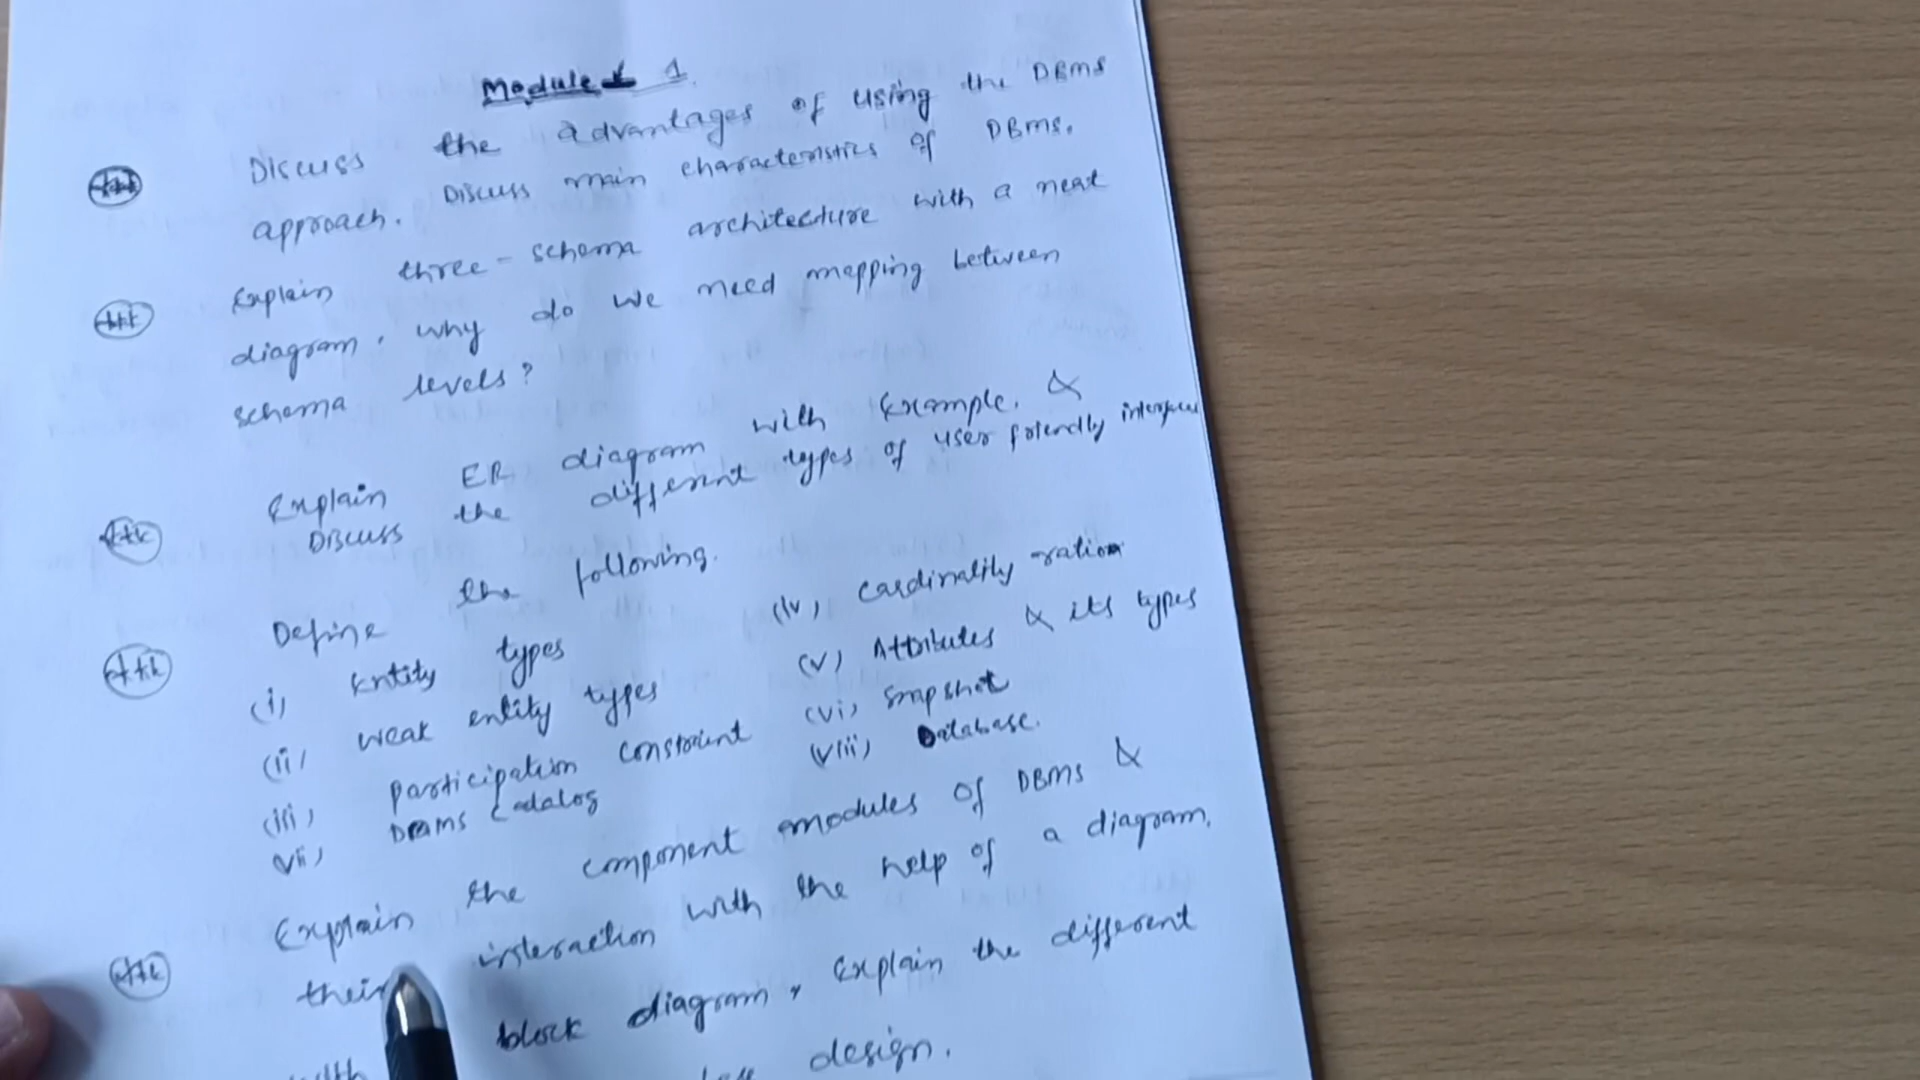 Module 1.
Discuss the advantages of using the DBMS
approach. Discuss main characteristics of DBMS.
Explain three-schema architecture with a neat
diagram. Why do we need mapping between
schema levels?
Explain ER diagram with Example. &
Discuss the different types of user friendly interfaces
Define the following.
(i) Entity types (iv) Cardinality ration
(ii) weak entity types (v) Attributes & its types
(iii) participation constraint (vi) Snapshot
(vii) DBMS Catalog (viii) Database.
Explain the component modules of DBMS &
their interaction with the help of a diagram.
block diagram, Explain the different
design.